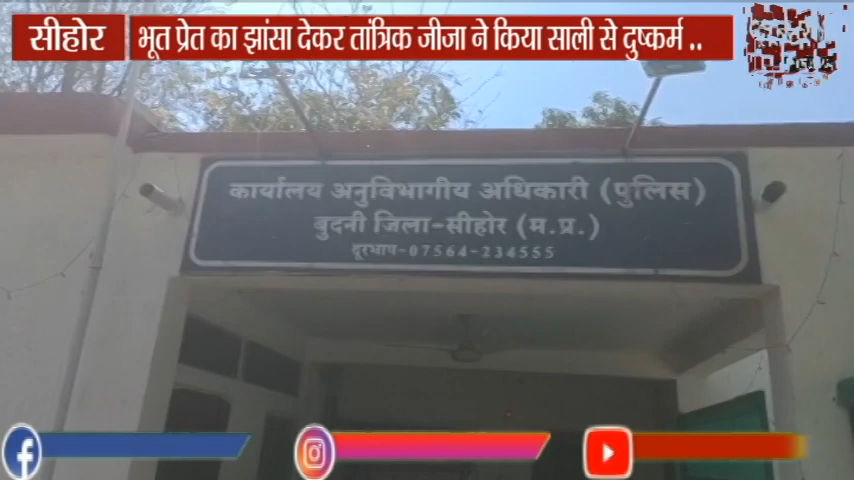 सीहोर
भूत प्रेत का झांसा देकर तांत्रिक जीजा ने किया साली से दुष्कर्म ..
कार्यालय अनुविभागीय अधिकारी (पुलिस)
बुदनी जिला-सीहोर (म.प्र.)
दूरभाष-07564-234555